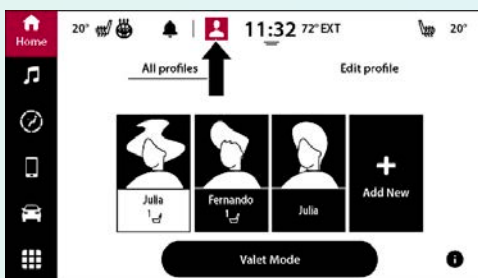 Home
20° 11:32 72° EXT 20°
All profiles Edit profile
Julia
1
Fernando
1
Julia
Add New
Valet Mode